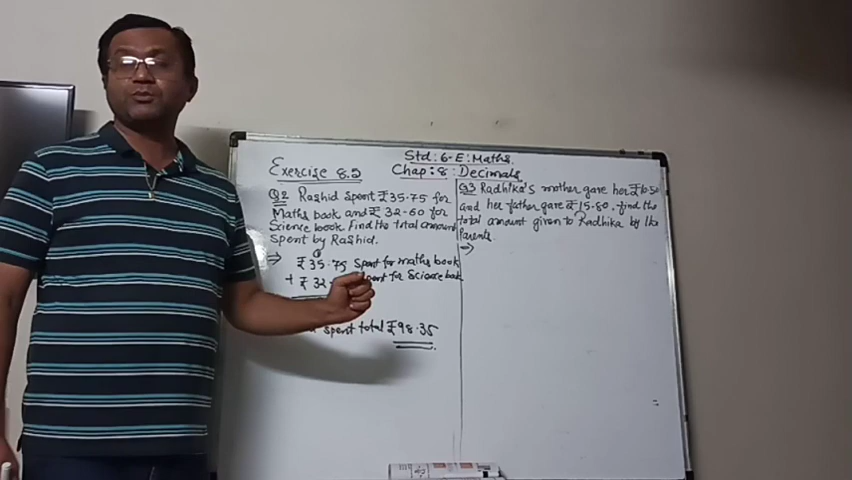 Std: 6-E: Maths.
Chap: 8: Decimals
Exercise 8.5
Q2 Rashid spent ₹35.75 for
Maths book and ₹32.60 for
Science book. Find the total amount
spent by Rashid.
⇒ ₹35.75 spent for maths book
+ ₹32 spent for Science book
spent total ₹98.35
Q3 Radhika's mother gave her
and her father gave ₹15.80. find the
total amount given to Radhika by the
Parents.
⇒